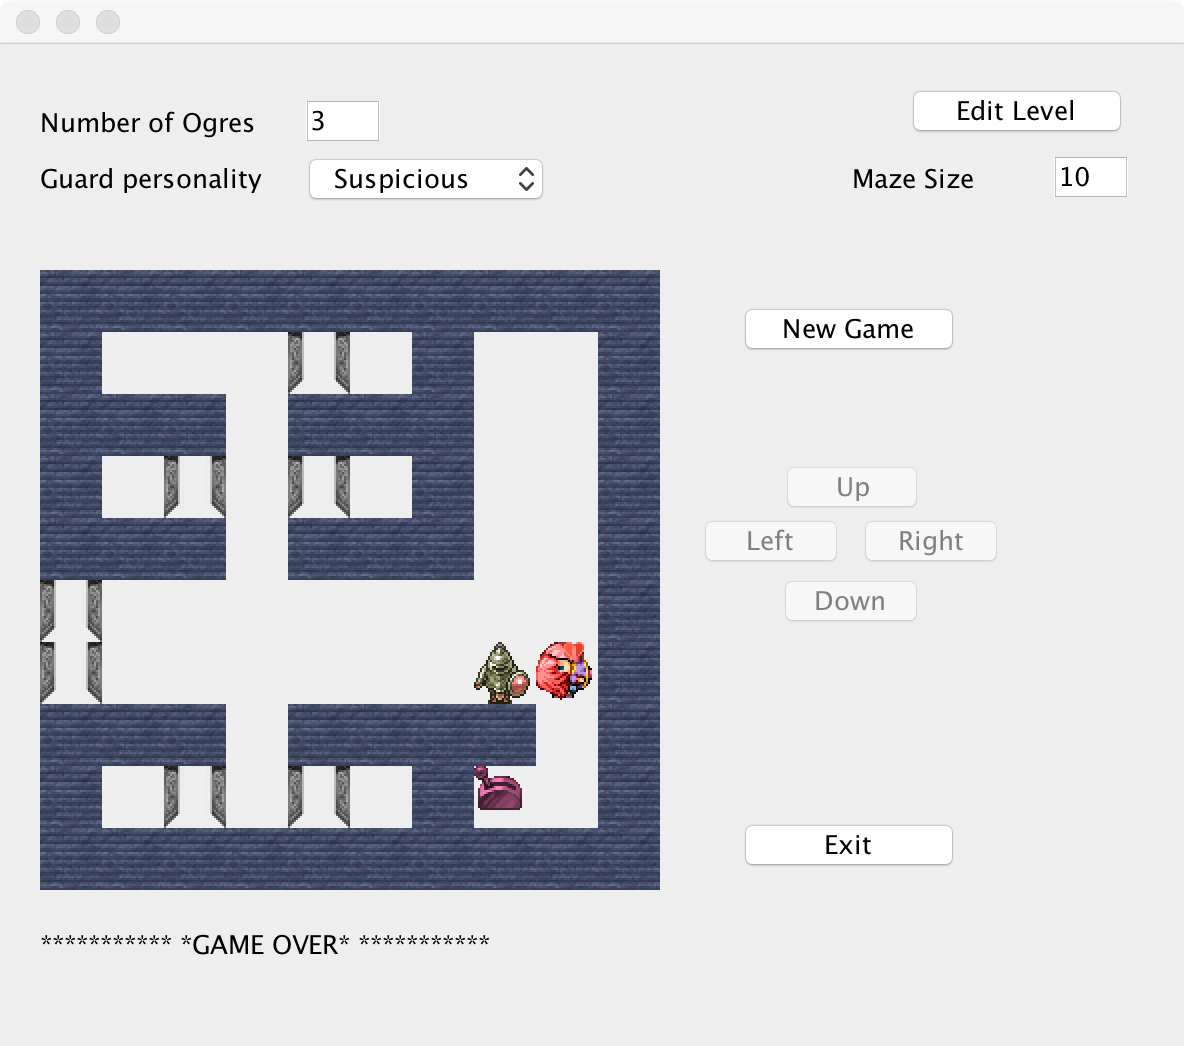 Number of Ogres 3
Edit Level
Guard personality Suspicious
Maze Size 10
New Game
Up
Left Right
Down
Exit
*********** *GAME OVER* ***********